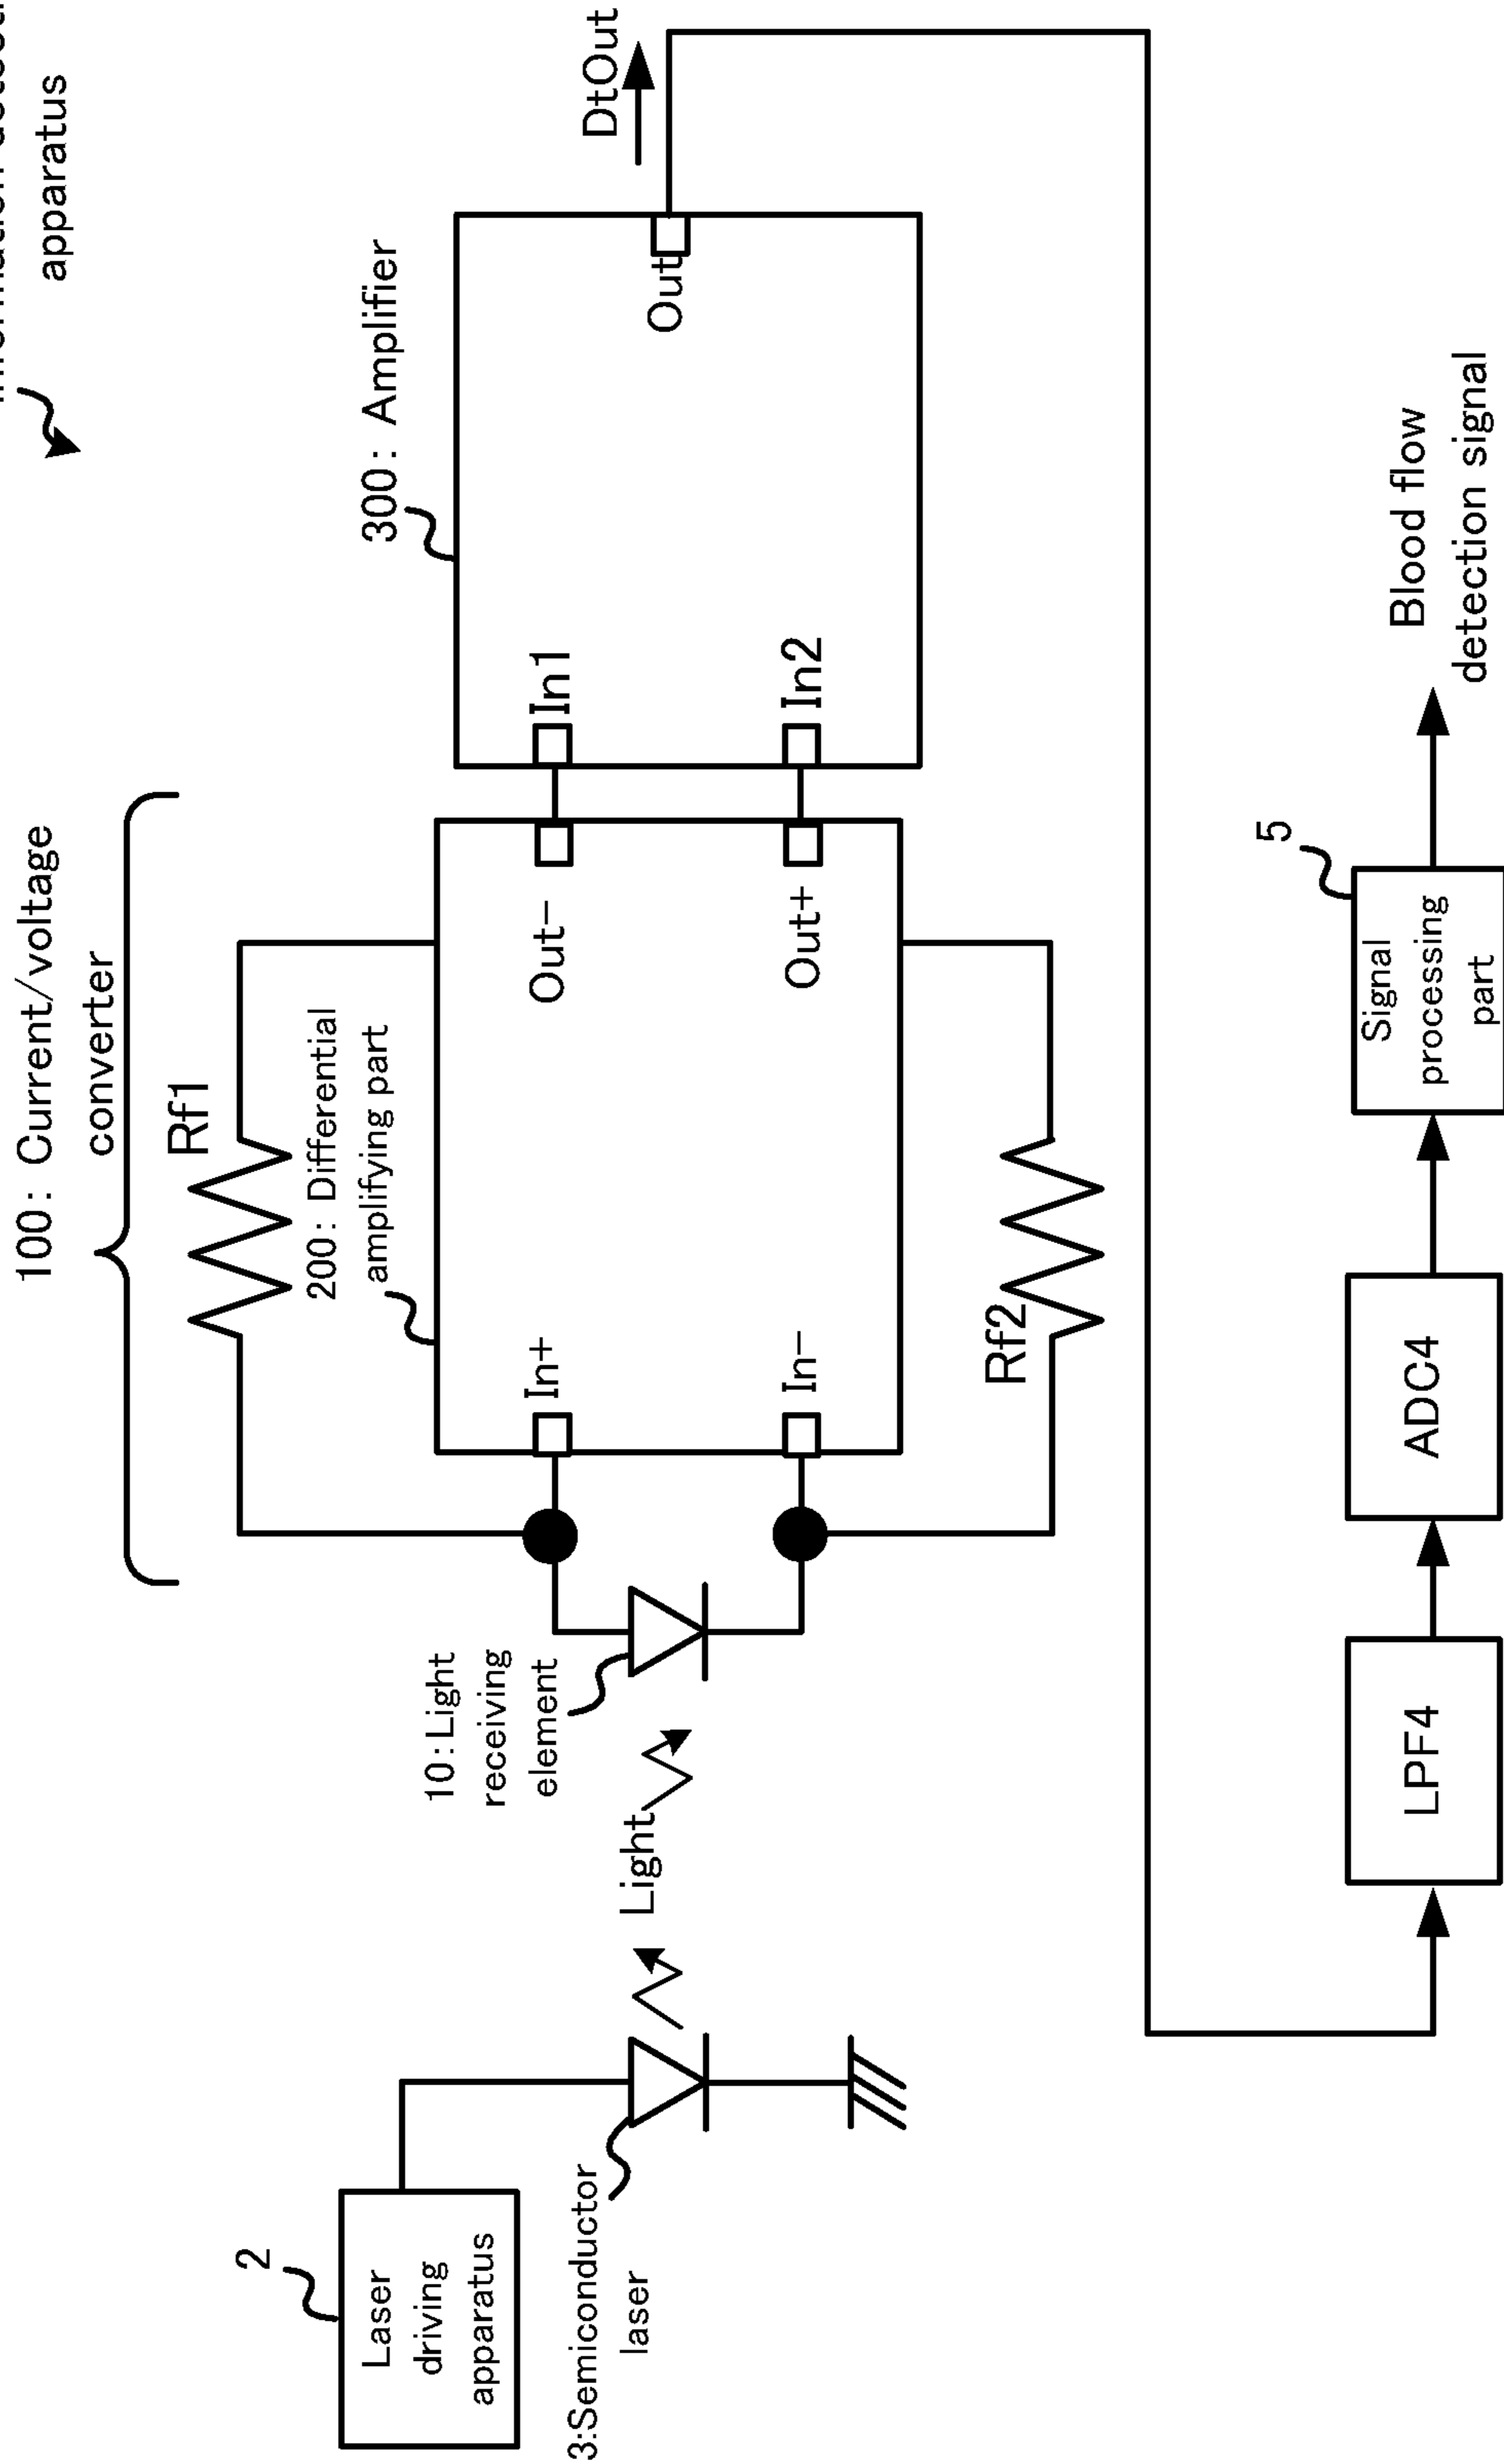 apparatus
100: Current/voltage
converter
Rf1
200: Differential
amplifying part
300: Amplifier
DtOut
In+
In−
Out−
Out+
In1
In2
Out
Rf2
10:Light
receiving
element
Light
2
Laser
driving
apparatus
3:Semiconductor
laser
LPF4
ADC4
5
Signal
processing
part
Blood flow
detection signal